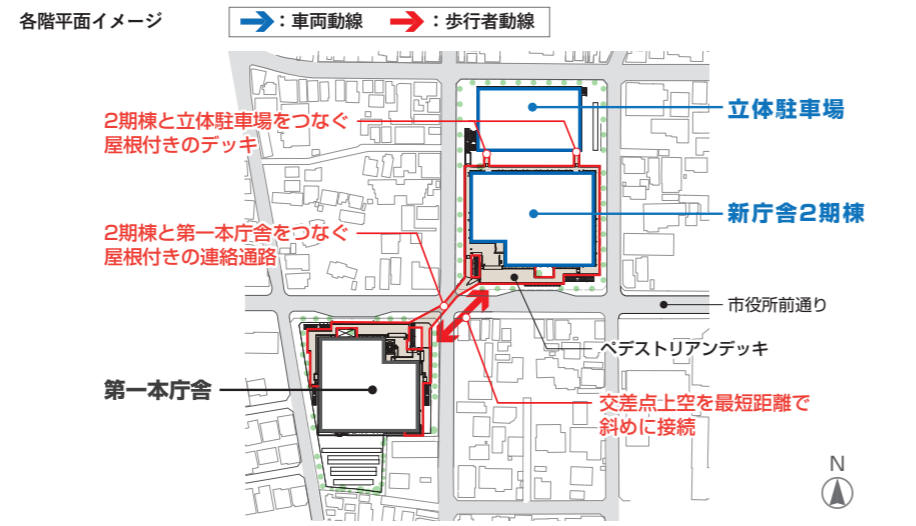 各階平面イメージ
：車両動線
：歩行者動線
2期棟と立体駐車場をつなぐ
屋根付きのデッキ
立体駐車場
新庁舎2期棟
2期棟と第一本庁舎をつなぐ
屋根付きの連絡通路
市役所前通り
ペデストリアンデッキ
第一本庁舎
交差点上空を最短距離で
斜めに接続
N